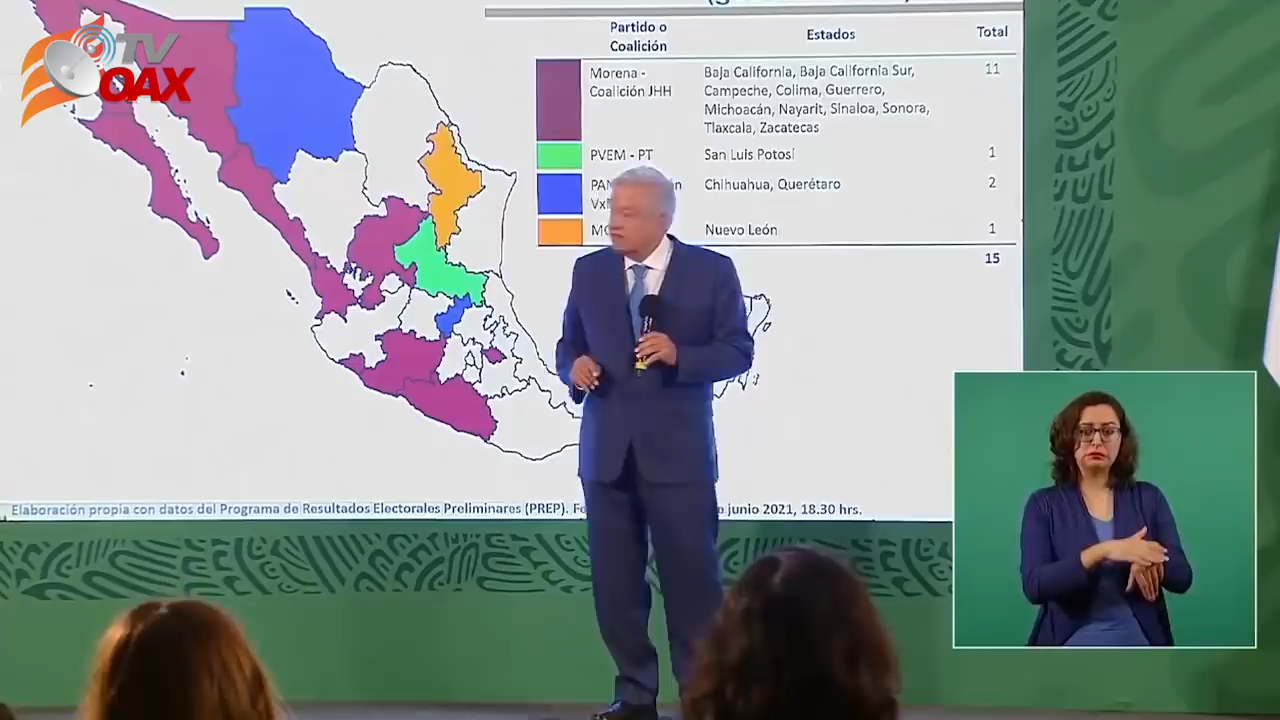 TV
OAX
Partido o
Coalición
Estados
Total
Morena -
Coalición JHH
Baja California, Baja California Sur,
Campeche, Colima, Guerrero,
Michoacán, Nayarit, Sinaloa, Sonora,
Tlaxcala, Zacatecas
11
PVEM - PT
San Luis Potosí
1
Chihuahua, Querétaro
2
Nuevo León
1
15
Elaboración propia con datos del Programa de Resultados Electorales Preliminares (PREP).
junio 2021, 18.30 hrs.